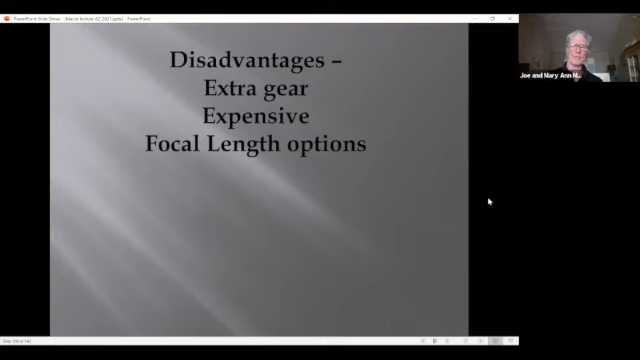 PowerPoint Slide Show - [Macro lecture AZ 2021.pptx] - PowerPoint
Disadvantages –
Extra gear
Expensive
Focal Length options
Joe and Mary Ann M...